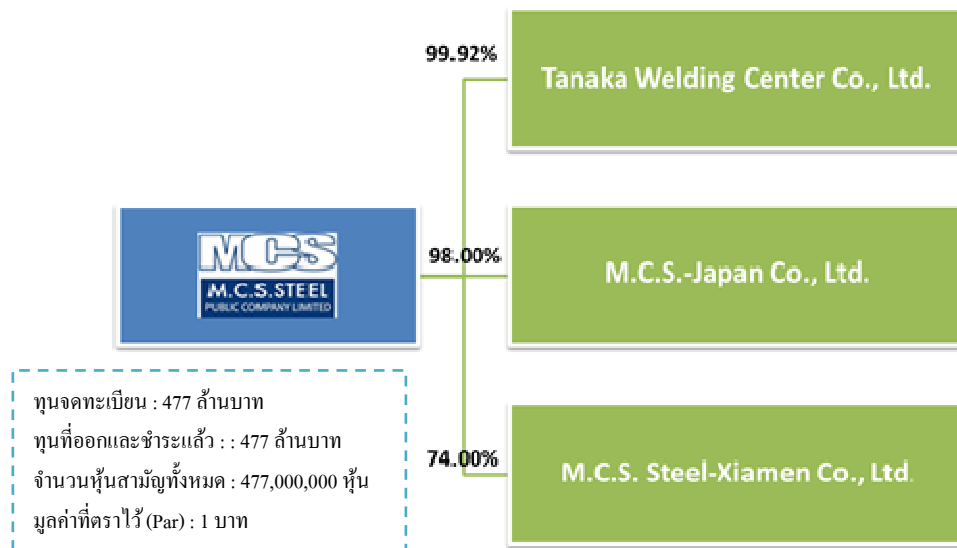 99.92%
Tanaka Welding Center Co., Ltd.
MCS
M.C.S.STEEL
PUBLIC COMPANY LIMITED
98.00%
M.C.S.-Japan Co., Ltd.
74.00%
M.C.S. Steel-Xiamen Co., Ltd.
ทุนจดทะเบียน : 477 ล้านบาท
ทุนที่ออกและชำระแล้ว : : 477 ล้านบาท
จำนวนหุ้นสามัญทั้งหมด : 477,000,000 หุ้น
มูลค่าที่ตราไว้ (Par) : 1 บาท